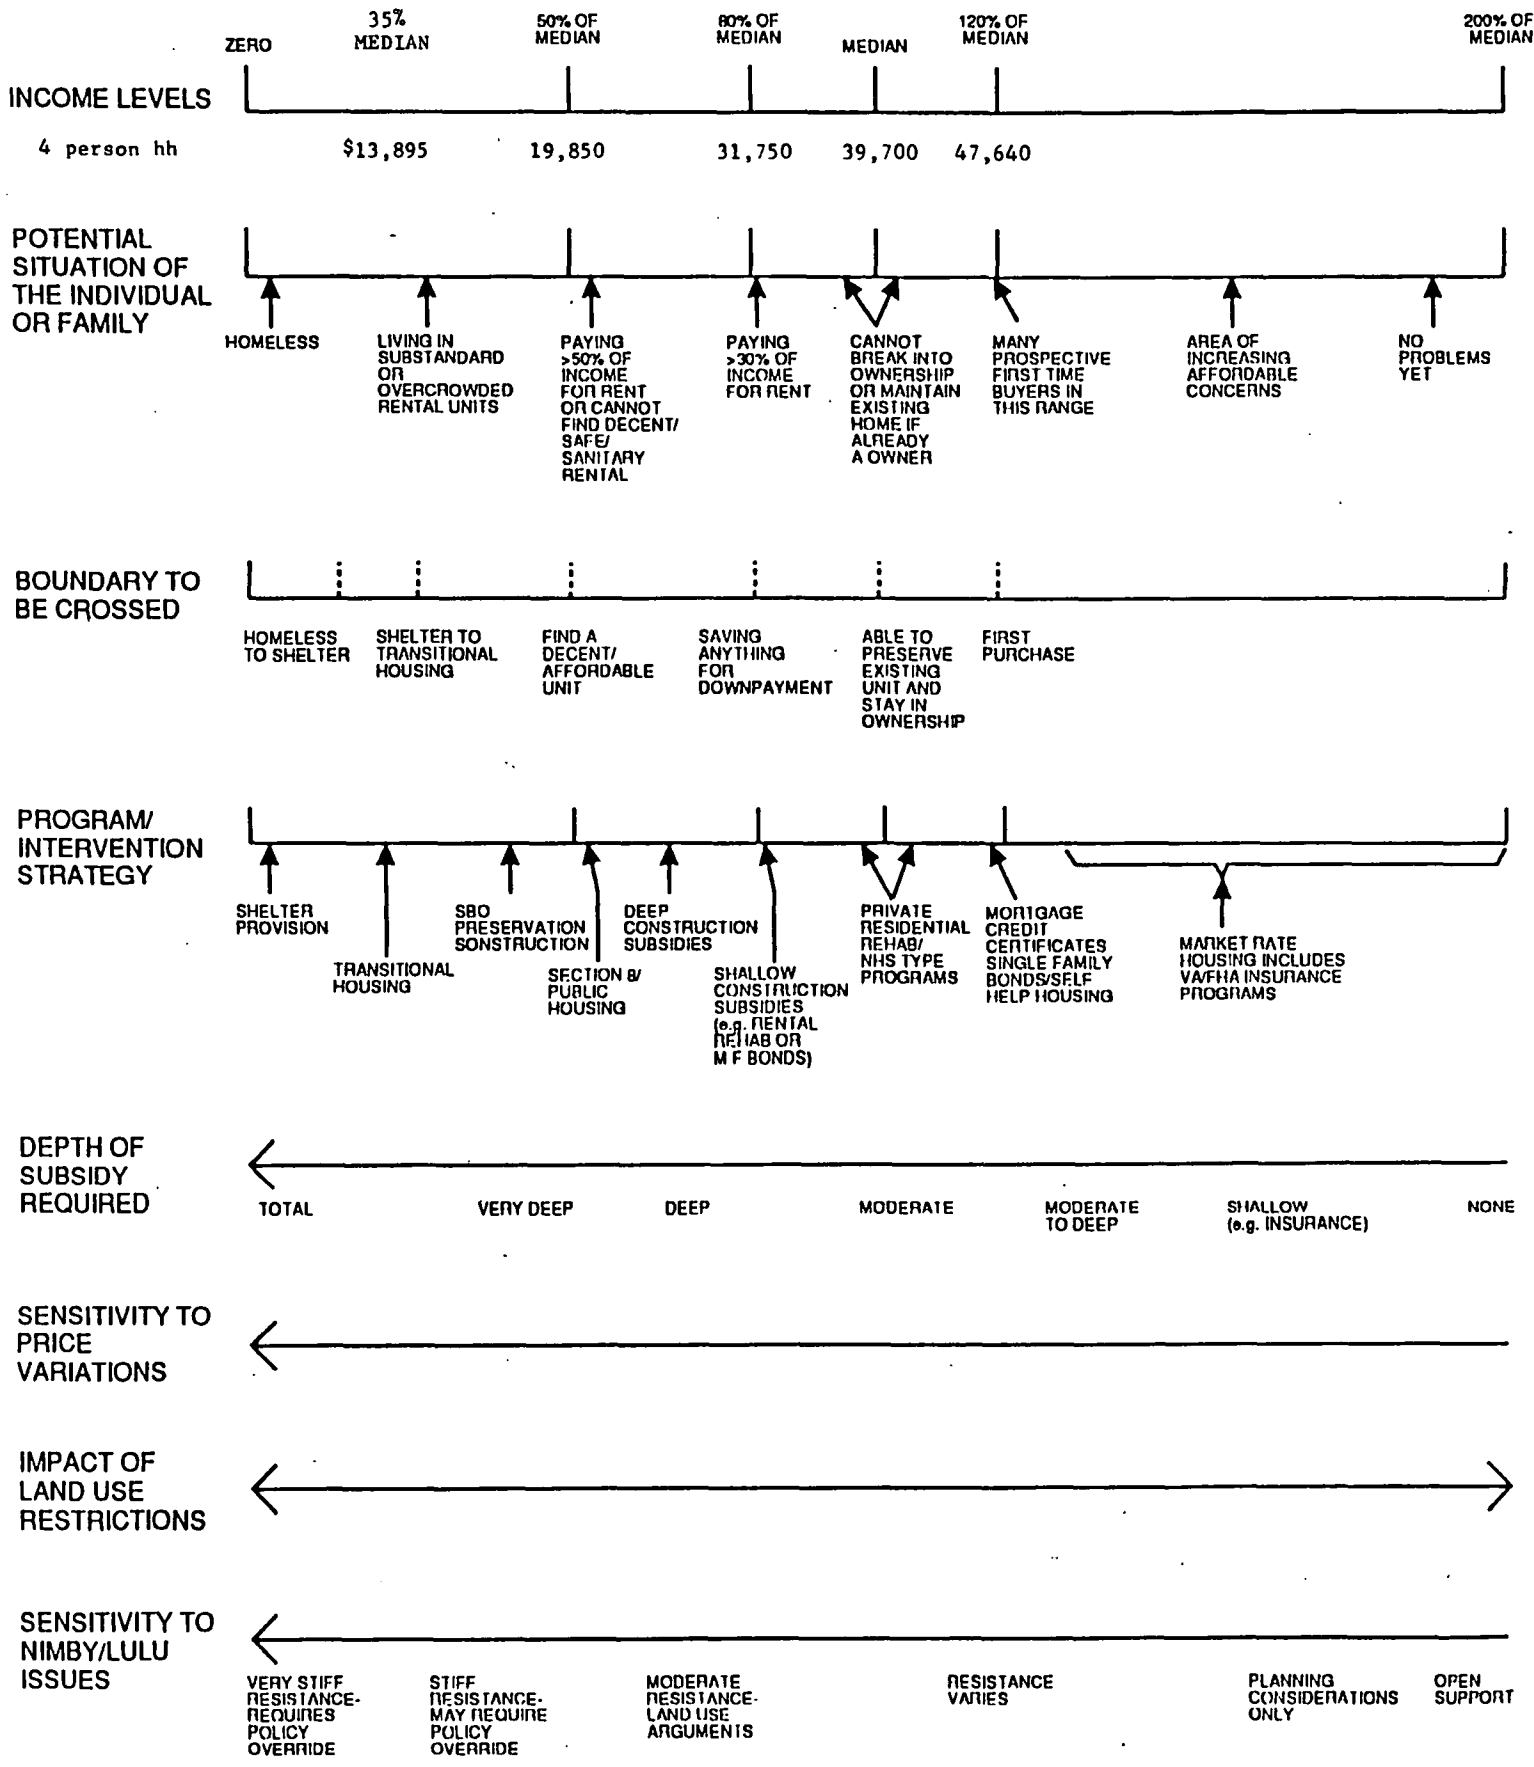 ZERO
35%
MEDIAN
50% OF
MEDIAN
80% OF
MEDIAN
MEDIAN
120% OF
MEDIAN
200% OF
MEDIAN
INCOME LEVELS
4 person hh
$13,895
19,850
31,750
39,700
47,640
POTENTIAL
SITUATION OF
THE INDIVIDUAL
OR FAMILY
HOMELESS
LIVING IN
SUBSTANDARD
OR
OVERCROWDED
RENTAL UNITS
PAYING
>50% OF
INCOME
FOR RENT
OR CANNOT
FIND DECENT/
SAFE/
SANITARY
RENTAL
PAYING
>30% OF
INCOME
FOR RENT
CANNOT
BREAK INTO
OWNERSHIP
OR MAINTAIN
EXISTING
HOME IF
ALREADY
A OWNER
MANY
PROSPECTIVE
FIRST TIME
BUYERS IN
THIS RANGE
AREA OF
INCREASING
AFFORDABLE
CONCERNS
NO
PROBLEMS
YET
BOUNDARY TO
BE CROSSED
HOMELESS
TO SHELTER
SHELTER TO
TRANSITIONAL
HOUSING
FIND A
DECENT/
AFFORDABLE
UNIT
SAVING
ANYTHING
FOR
DOWNPAYMENT
ABLE TO
PRESERVE
EXISTING
UNIT AND
STAY IN
OWNERSHIP
FIRST
PURCHASE
PROGRAM/
INTERVENTION
STRATEGY
SHELTER
PROVISION
TRANSITIONAL
HOUSING
SBO
PRESERVATION
SONSTRUCTION
SECTION 8/
PUBLIC
HOUSING
DEEP
CONSTRUCTION
SUBSIDIES
SHALLOW
CONSTRUCTION
SUBSIDIES
(e.g. RENTAL
REHAB OR
M F BONDS)
PRIVATE
RESIDENTIAL
REHAB/
NHS TYPE
PROGRAMS
MORTGAGE
CREDIT
CERTIFICATES
SINGLE FAMILY
BONDS/SELF
HELP HOUSING
MARKET RATE
HOUSING INCLUDES
VA/FHA INSURANCE
PROGRAMS
DEPTH OF
SUBSIDY
REQUIRED
TOTAL
VERY DEEP
DEEP
MODERATE
MODERATE
TO DEEP
SHALLOW
(e.g. INSURANCE)
NONE
SENSITIVITY TO
PRICE
VARIATIONS
IMPACT OF
LAND USE
RESTRICTIONS
SENSITIVITY TO
NIMBY/LULU
ISSUES
VERY STIFF
RESISTANCE-
REQUIRES
POLICY
OVERRIDE
STIFF
RESISTANCE-
MAY REQUIRE
POLICY
OVERRIDE
MODERATE
RESISTANCE-
LAND USE
ARGUMENTS
RESISTANCE
VARIES
PLANNING
CONSIDERATIONS
ONLY
OPEN
SUPPORT